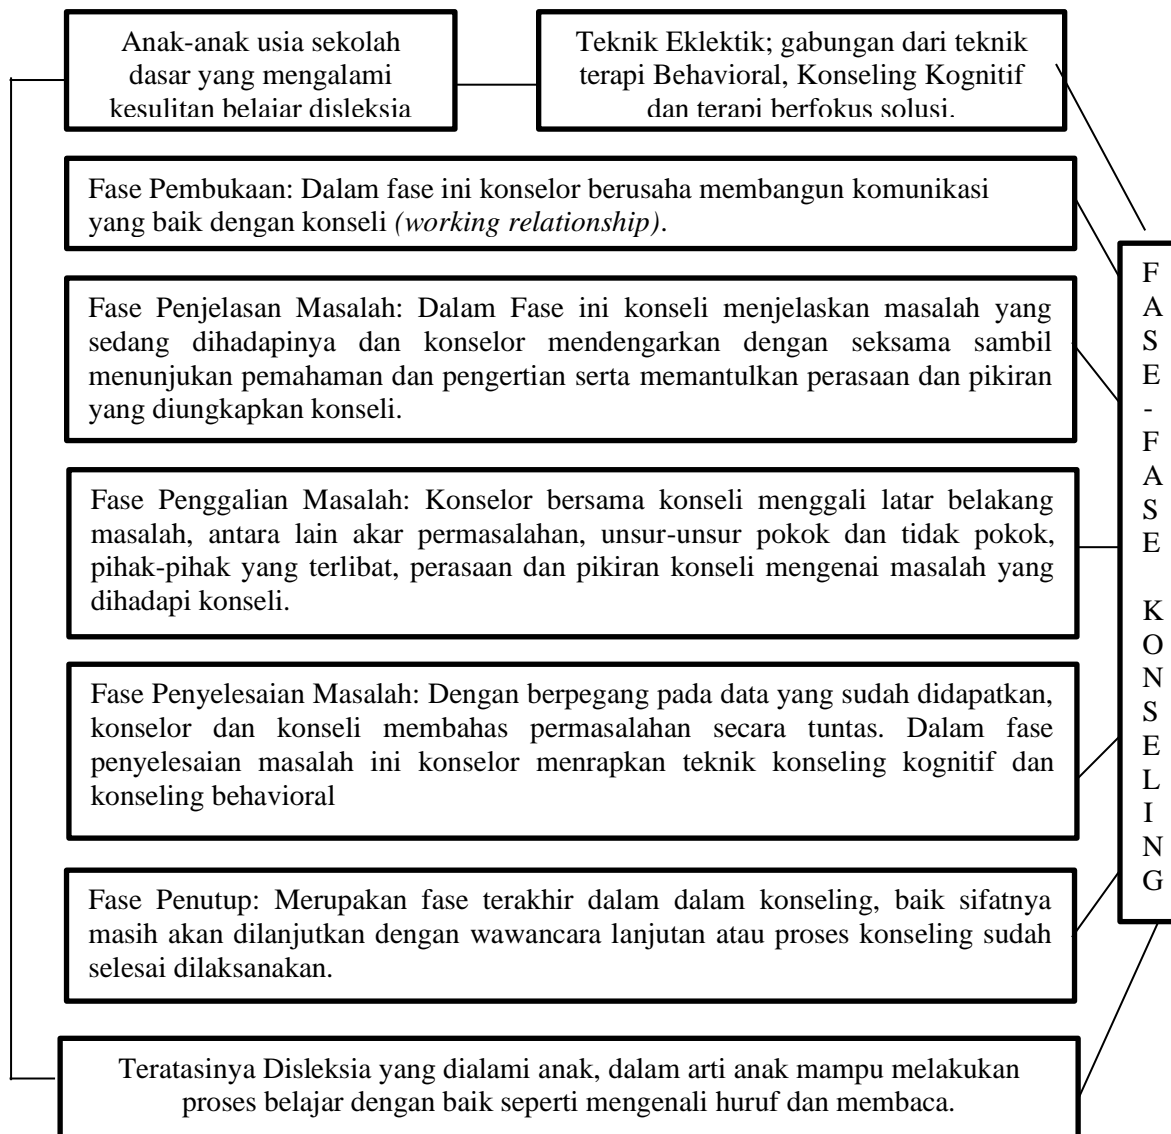 Anak-anak usia sekolah
dasar yang mengalami
kesulitan belajar disleksia
Teknik Eklektik; gabungan dari teknik
terapi Behavioral, Konseling Kognitif
dan terapi berfokus solusi.
Fase Pembukaan: Dalam fase ini konselor berusaha membangun komunikasi
yang baik dengan konseli (working relationship).
Fase Penjelasan Masalah: Dalam Fase ini konseli menjelaskan masalah yang
sedang dihadapinya dan konselor mendengarkan dengan seksama sambil
menunjukan pemahaman dan pengertian serta memantulkan perasaan dan pikiran
yang diungkapkan konseli.
Fase Penggalian Masalah: Konselor bersama konseli menggali latar belakang
masalah, antara lain akar permasalahan, unsur-unsur pokok dan tidak pokok,
pihak-pihak yang terlibat, perasaan dan pikiran konseli mengenai masalah yang
dihadapi konseli.
Fase Penyelesaian Masalah: Dengan berpegang pada data yang sudah didapatkan,
konselor dan konseli membahas permasalahan secara tuntas. Dalam fase
penyelesaian masalah ini konselor menrapkan teknik konseling kognitif dan
konseling behavioral
Fase Penutup: Merupakan fase terakhir dalam dalam konseling, baik sifatnya
masih akan dilanjutkan dengan wawancara lanjutan atau proses konseling sudah
selesai dilaksanakan.
Teratasinya Disleksia yang dialami anak, dalam arti anak mampu melakukan
proses belajar dengan baik seperti mengenali huruf dan membaca.
F
A
S
E
-
F
A
S
E
K
O
N
S
E
L
I
N
G